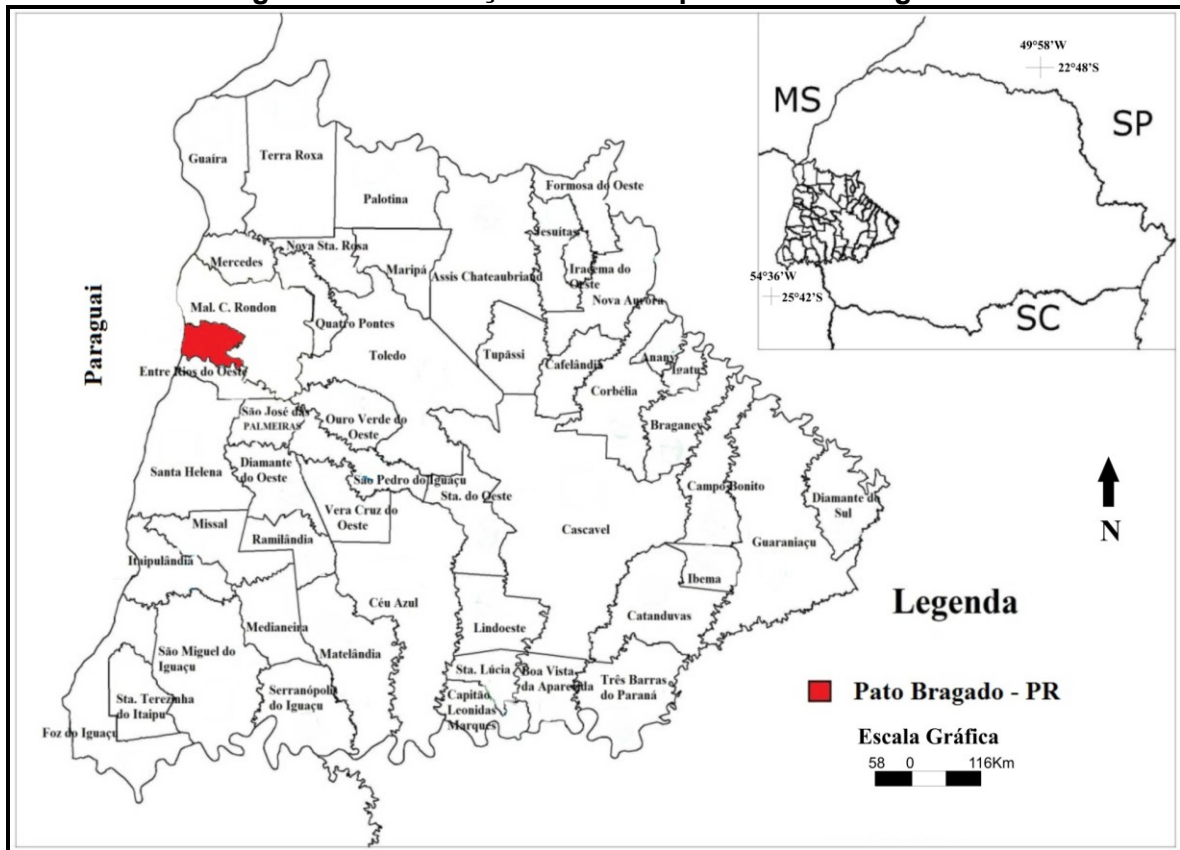 49°58'W
22°48'S
MS
SP
54°36'W
25°42'S
SC
Guaíra
Terra Roxa
Palotina
Formosa do Oeste
Jesuítas
Iracema do
Oeste
Nova Aurora
Mercedes
Nova Sta. Rosa
Maripá
Assis Chateaubriand
Mal. C. Rondon
Quatro Pontes
Toledo
Tupãssi
Cafelândia
Anany
Iguatu
Corbélia
Braganey
Paraguai
Entre Rios do Oeste
São José das
PALMEIRAS
Ouro Verde do
Oeste
Santa Helena
Diamante
do Oeste
São Pedro do Iguaçu
Sta. do Oeste
Vera Cruz do
Oeste
Campo Bonito
Diamante do
Sul
Cascavel
Guaraniaçu
Missal
Ramilândia
Itaipulândia
Ibema
N
Céu Azul
Catanduvas
Legenda
Medianeira
Lindoeste
São Miguel do
Iguaçu
Matelândia
Sta. Lúcia
Boa Vista
da Aparecida
Três Barras
do Paraná
Pato Bragado - PR
Sta. Terezinha
do Itaipu
Serranópolis
do Iguaçu
Capitão
Leonidas
Marques
Foz do Iguaçu
Escala Gráfica
58 0 116Km